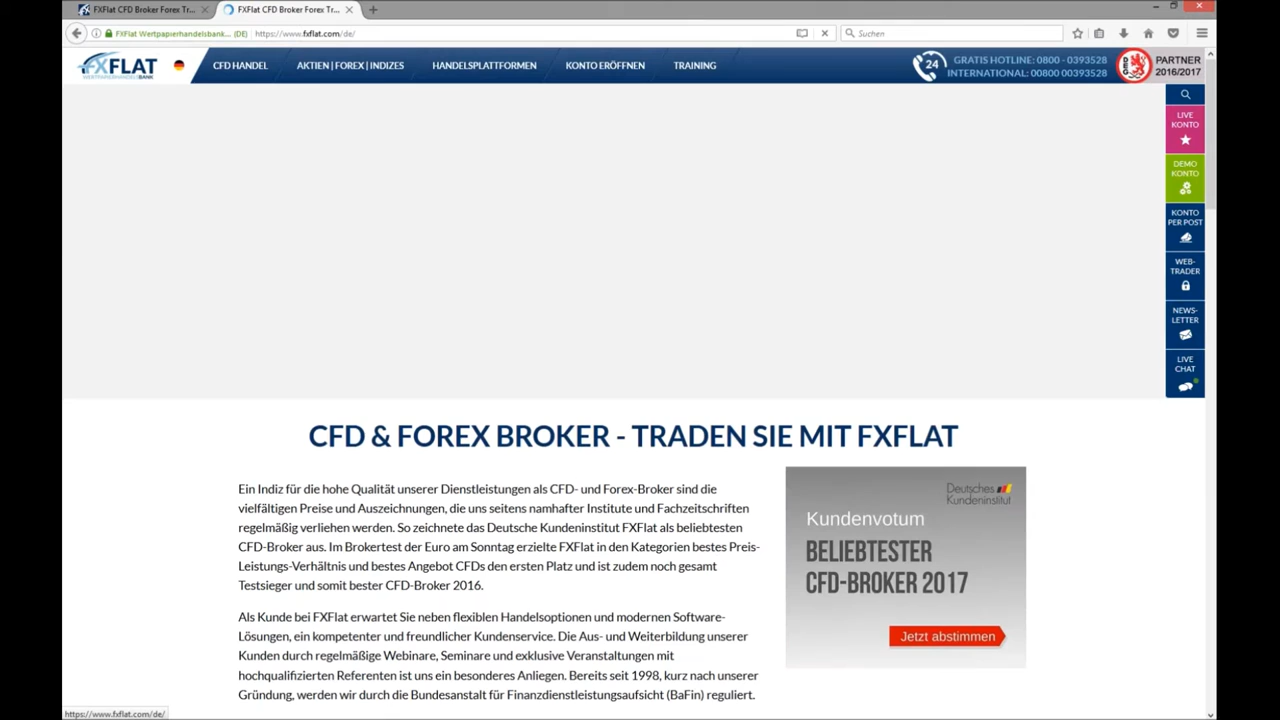 FXFlat CFD Broker Forex Tr...
FXFlat CFD Broker Forex Tr...
FXFlat Wertpapierhandelsbank... (DE)
https://www.fxflat.com/de/
Suchen
FXFLAT
WERTPAPIERHANDELSBANK
CFD HANDEL
AKTIEN | FOREX | INDIZES
HANDELSPLATTFORMEN
KONTO ERÖFFNEN
TRAINING
24
GRATIS HOTLINE: 0800 - 0393528
INTERNATIONAL: 00800 00393528
DEG
PARTNER
2016/2017
LIVE
KONTO
DEMO
KONTO
KONTO
PER POST
WEB-
TRADER
NEWS-
LETTER
LIVE
CHAT
CFD & FOREX BROKER - TRADEN SIE MIT FXFLAT
Ein Indiz für die hohe Qualität unserer Dienstleistungen als CFD- und Forex-Broker sind die
vielfältigen Preise und Auszeichnungen, die uns seitens namhafter Institute und Fachzeitschriften
regelmäßig verliehen werden. So zeichnete das Deutsche Kundeninstitut FXFlat als beliebtesten
CFD-Broker aus. Im Brokertest der Euro am Sonntag erzielte FXFlat in den Kategorien bestes Preis-
Leistungs-Verhältnis und bestes Angebot CFDs den ersten Platz und ist zudem noch gesamt
Testsieger und somit bester CFD-Broker 2016.
Als Kunde bei FXFlat erwartet Sie neben flexiblen Handelsoptionen und modernen Software-
Lösungen, ein kompetenter und freundlicher Kundenservice. Die Aus- und Weiterbildung unserer
Kunden durch regelmäßige Webinare, Seminare und exklusive Veranstaltungen mit
hochqualifizierten Referenten ist uns ein besonderes Anliegen. Bereits seit 1998, kurz nach unserer
Gründung, werden wir durch die Bundesanstalt für Finanzdienstleistungsaufsicht (BaFin) reguliert.
Deutsches
Kundeninstitut
Kundenvotum
BELIEBTESTER
CFD-BROKER 2017
Jetzt abstimmen
https://www.fxflat.com/de/